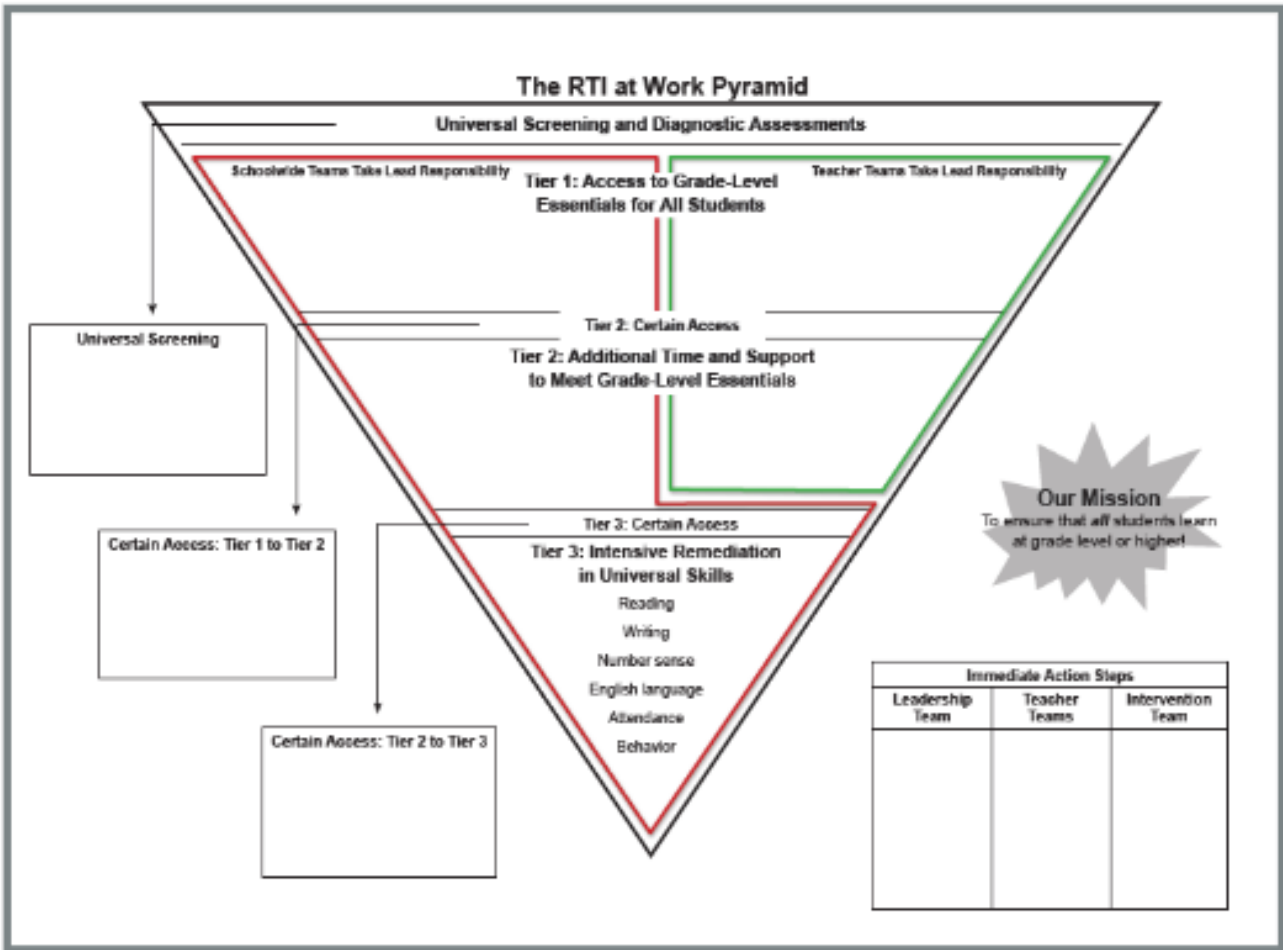 The RTI at Work Pyramid
Universal Screening and Diagnostic Assessments
Schoolwide Teams Take Lead Responsibility
Teacher Teams Take Lead Responsibility
Tier 1: Access to Grade-Level
Essentials for All Students
Universal Screening
Tier 2: Certain Access
Tier 2: Additional Time and Support
to Meet Grade-Level Essentials
Certain Access: Tier 1 to Tier 2
Our Mission
To ensure that all students learn
at grade level or higher!
Tier 3: Certain Access
Tier 3: Intensive Remediation
in Universal Skills
Reading
Writing
Number sense
English language
Attendance
Behavior
Certain Access: Tier 2 to Tier 3
Immediate Action Steps
Leadership
Team
Teacher
Teams
Intervention
Team